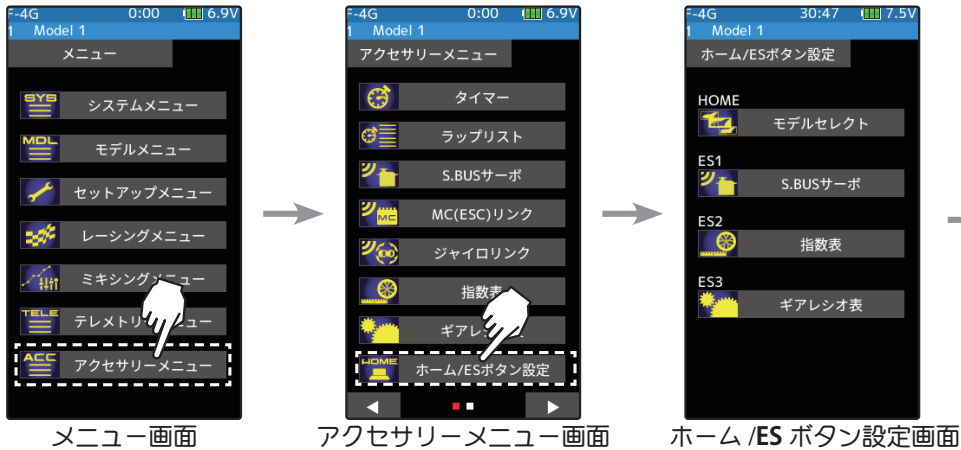 F-4G 0:00 6.9V
1 Model 1
メニュー
SYS システムメニュー
MDL モデルメニュー
セットアップメニュー
レーシングメニュー
ミキシングメニュー
TELE テレメトリーメニュー
ACC アクセサリーメニュー
メニュー画面
F-4G 0:00 6.9V
1 Model 1
アクセサリーメニュー
タイマー
ラップリスト
S.BUSサーボ
MC MC(ESC)リンク
ジャイロリンク
指数表
ギアレシオ表
HOME ホーム/ESボタン設定
アクセサリーメニュー画面
F-4G 30:47 7.5V
1 Model 1
ホーム/ESボタン設定
HOME
モデルセレクト
ES1
S.BUSサーボ
ES2
指数表
ES3
ギアレシオ表
ホーム /ES ボタン設定画面